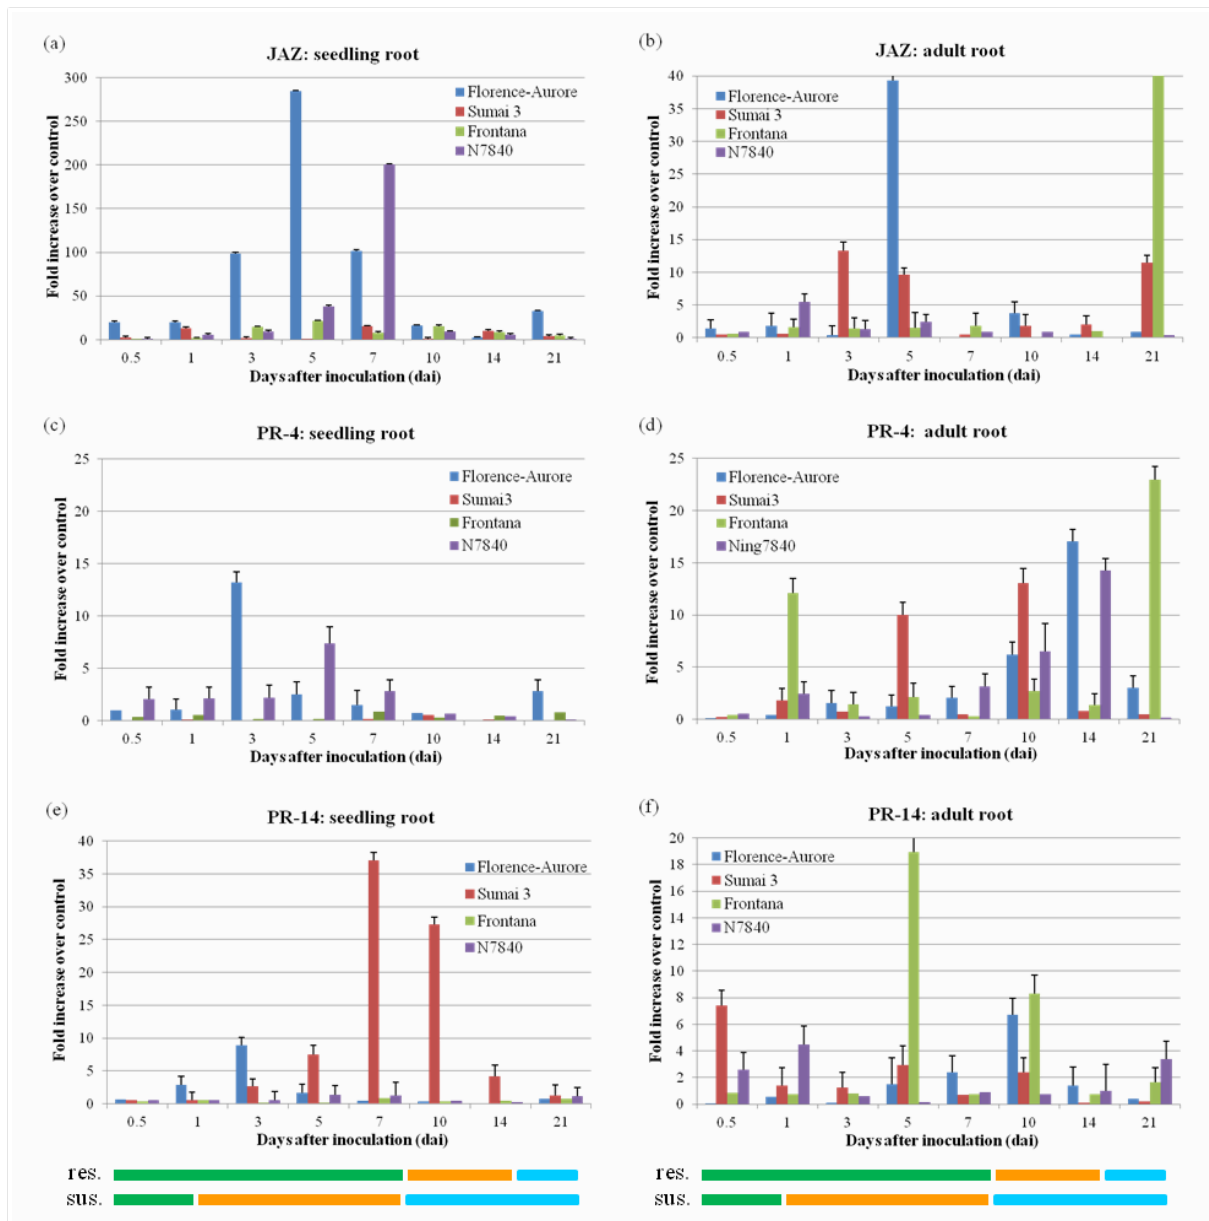 (a)
JAZ: seedling root
Fold increase over control
300
250
200
150
100
50
0
Florence-Aurore
Sumai 3
Frontana
N7840
0.5 1 3 5 7 10 14 21
Days after inoculation (dai)
(b)
JAZ: adult root
Fold increase over control
40
35
30
25
20
15
10
5
0
Florence-Aurore
Sumai 3
Frontana
N7840
0.5 1 3 5 7 10 14 21
Days after inoculation (dai)
(c)
PR-4: seedling root
Fold increase over control
25
20
15
10
5
0
Florence-Aurore
Sumai3
Frontana
N7840
0.5 1 3 5 7 10 14 21
Days after inoculation (dai)
(d)
PR-4: adult root
Fold increase over control
25
20
15
10
5
0
Florence-Aurore
Sumai3
Frontana
Ning7840
0.5 1 3 5 7 10 14 21
Days after inoculation (dai)
(e)
PR-14: seedling root
Fold increase over control
40
35
30
25
20
15
10
5
0
Florence-Aurore
Sumai 3
Frontana
N7840
0.5 1 3 5 7 10 14 21
Days after inoculation (dai)
res.
sus.
(f)
PR-14: adult root
Fold increase over control
20
18
16
14
12
10
8
6
4
2
0
Florence-Aurore
Sumai 3
Frontana
N7840
0.5 1 3 5 7 10 14 21
Days after inoculation (dai)
res.
sus.